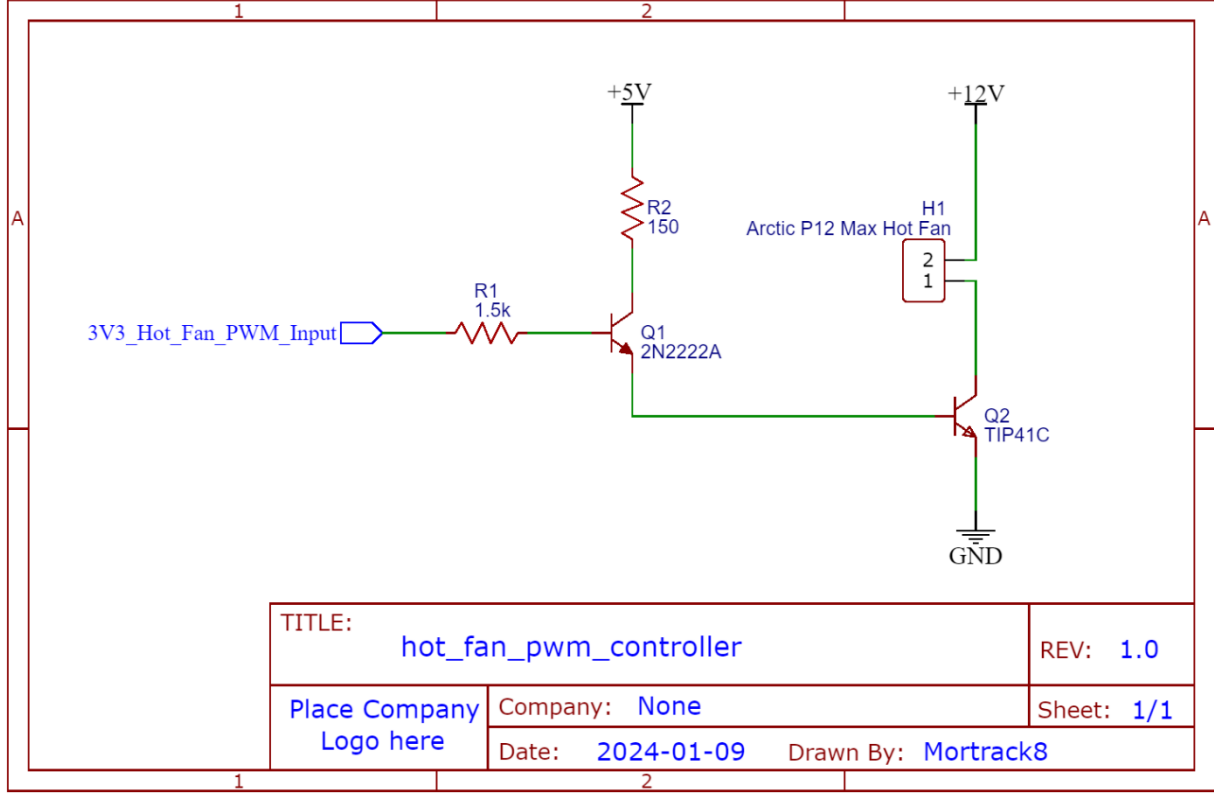 1
2
+5V
+12V
A
A
R2
150
H1
Arctic P12 Max Hot Fan
2
1
R1
1.5k
3V3_Hot_Fan_PWM_Input
Q1
2N2222A
Q2
TIP41C
GND
TITLE:
hot_fan_pwm_controller
REV: 1.0
Place Company
Logo here
Company: None
Sheet: 1/1
Date: 2024-01-09 Drawn By: Mortrack8
1
2